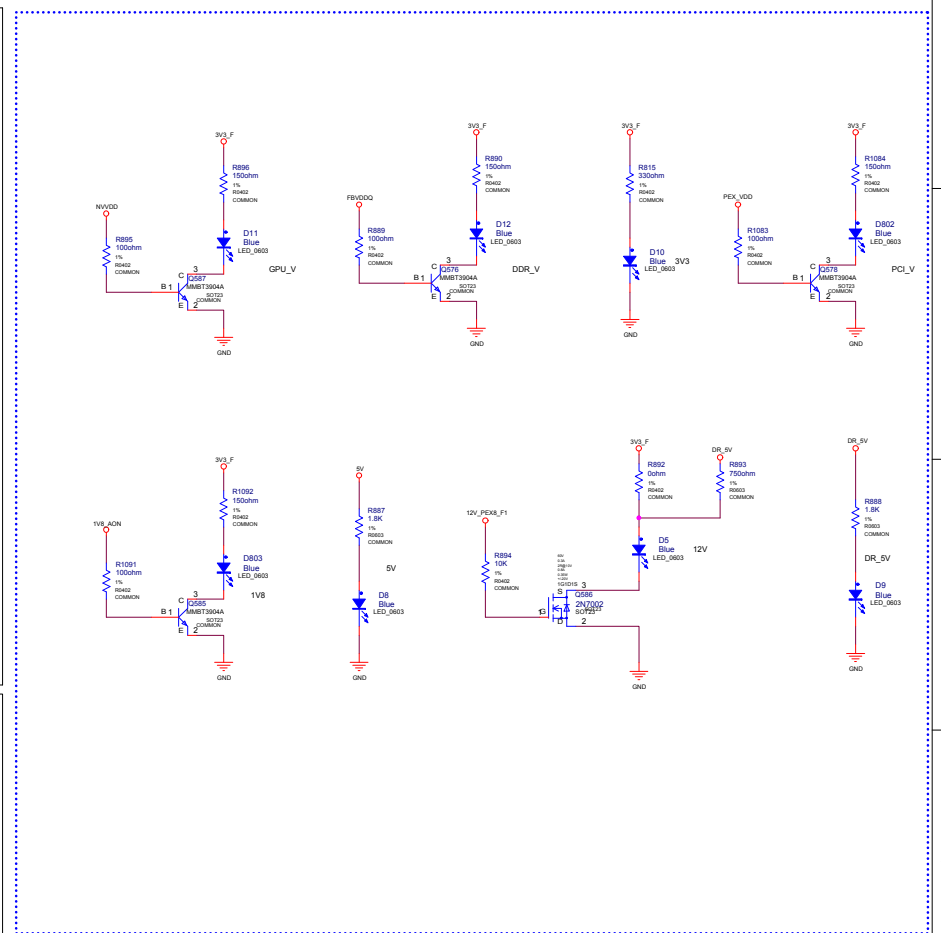 3V3_F
R896
150ohm
1%
R0402
COMMON
NVVDD
R895
100ohm
1%
R0402
COMMON
D11
Blue
LED_0603
GPU_V
C
3
Q587
MMBT3904A
SOT23
COMMON
B 1
E
2
GND
3V3_F
R890
150ohm
1%
R0402
COMMON
FBVDDQ
R889
100ohm
1%
R0402
COMMON
D12
Blue
LED_0603
DDR_V
C
3
Q576
MMBT3904A
SOT23
COMMON
B 1
E
2
GND
3V3_F
R815
330ohm
1%
R0402
COMMON
D10
Blue
LED_0603
3V3
GND
3V3_F
R1084
150ohm
1%
R0402
COMMON
PEX_VDD
R1083
100ohm
1%
R0402
COMMON
D802
Blue
LED_0603
PCI_V
C
3
Q578
MMBT3904A
SOT23
COMMON
B 1
E
2
GND
3V3_F
R1092
150ohm
1%
R0402
COMMON
1V8_AON
R1091
100ohm
1%
R0402
COMMON
D803
Blue
LED_0603
1V8
C
3
Q585
MMBT3904A
SOT23
COMMON
B 1
E
2
GND
5V
R887
1.8K
1%
R0603
COMMON
5V
D8
Blue
LED_0603
GND
3V3_F
R892
0ohm
1%
R0402
COMMON
DR_5V
R893
750ohm
1%
R0603
COMMON
12V_PEX8_F1
R894
10K
1%
R0402
COMMON
D5
Blue
LED_0603
12V
1G1D1S
S
3
Q586
2N7002
SOT23
G
D
2
GND
DR_5V
R888
1.8K
1%
R0603
COMMON
DR_5V
D9
Blue
LED_0603
GND